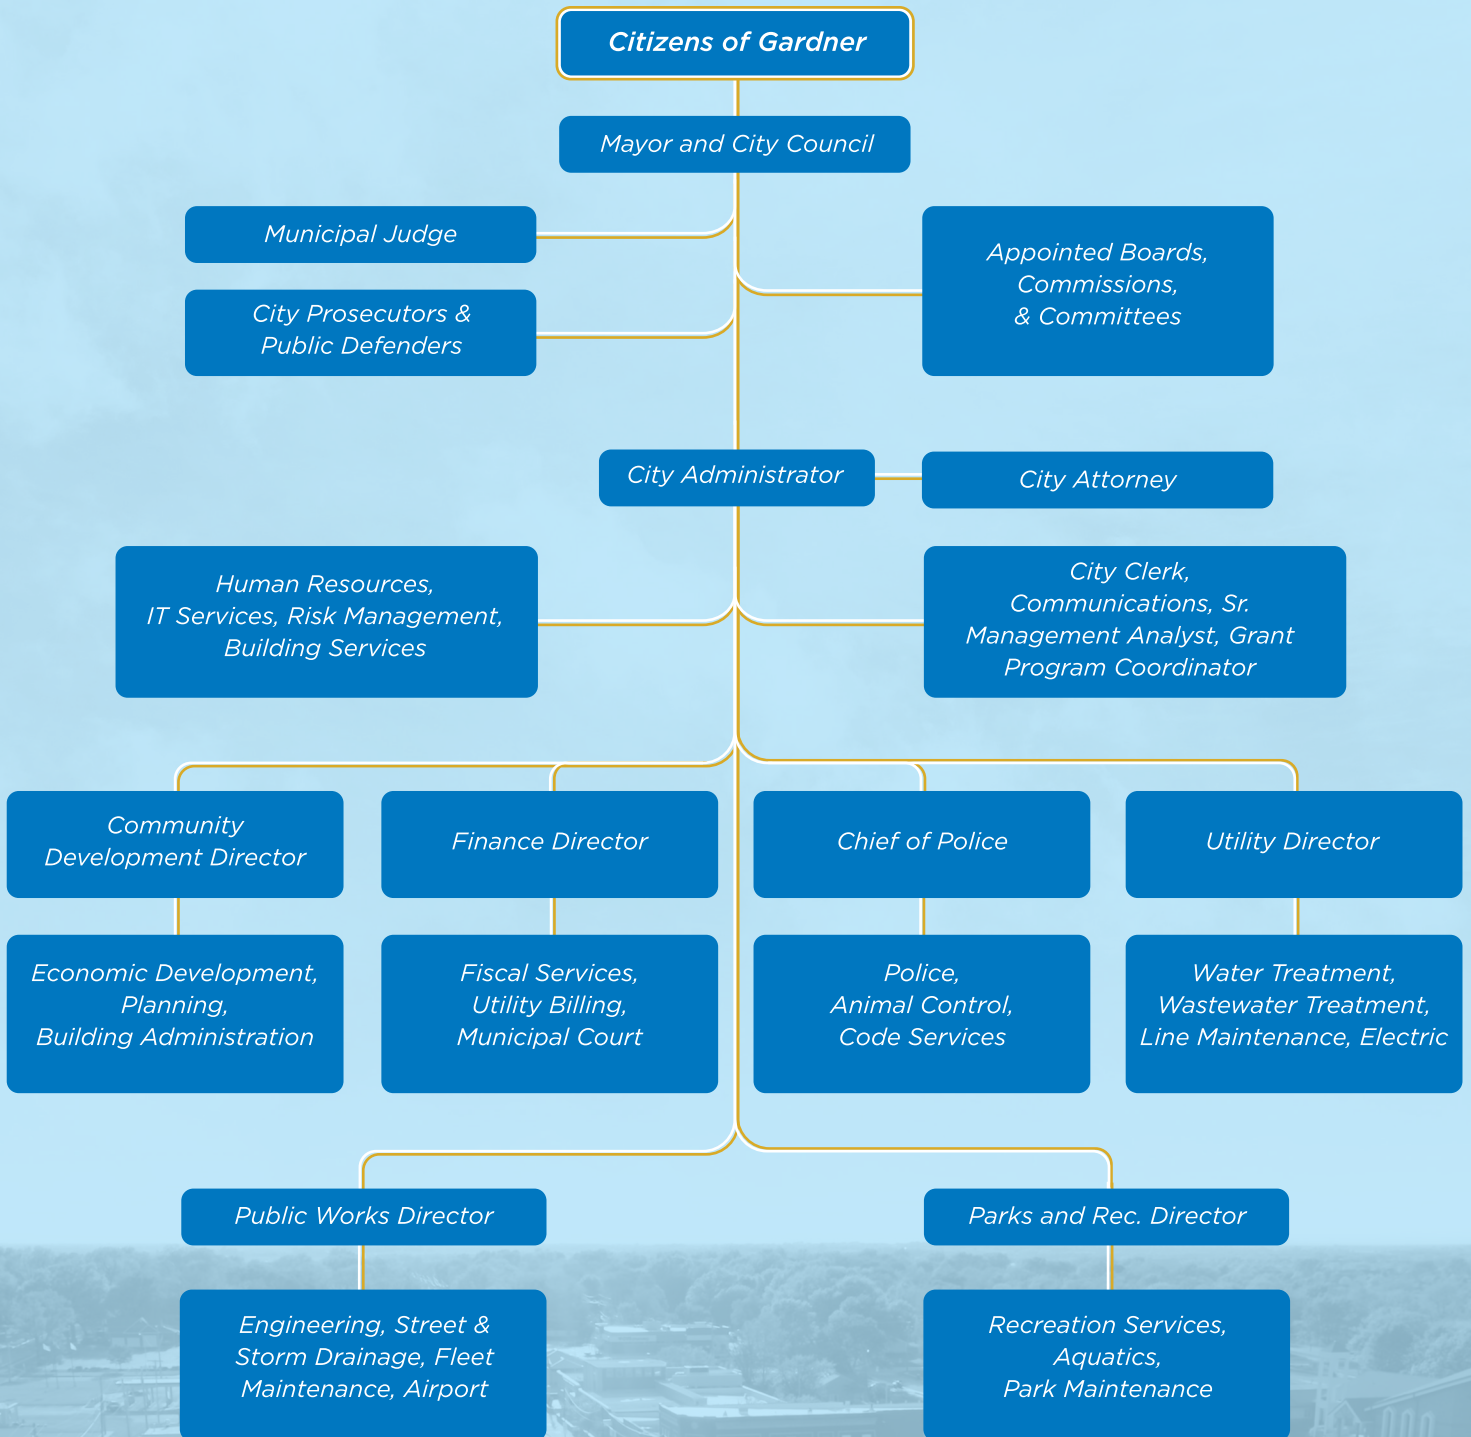 Citizens of Gardner
Mayor and City Council
Municipal Judge
City Prosecutors &
Public Defenders
Appointed Boards,
Commissions,
& Committees
City Administrator
City Attorney
Human Resources,
IT Services, Risk Management,
Building Services
City Clerk,
Communications, Sr.
Management Analyst, Grant
Program Coordinator
Community
Development Director
Finance Director
Chief of Police
Utility Director
Economic Development,
Planning,
Building Administration
Fiscal Services,
Utility Billing,
Municipal Court
Police,
Animal Control,
Code Services
Water Treatment,
Wastewater Treatment,
Line Maintenance, Electric
Public Works Director
Parks and Rec. Director
Engineering, Street &
Storm Drainage, Fleet
Maintenance, Airport
Recreation Services,
Aquatics,
Park Maintenance